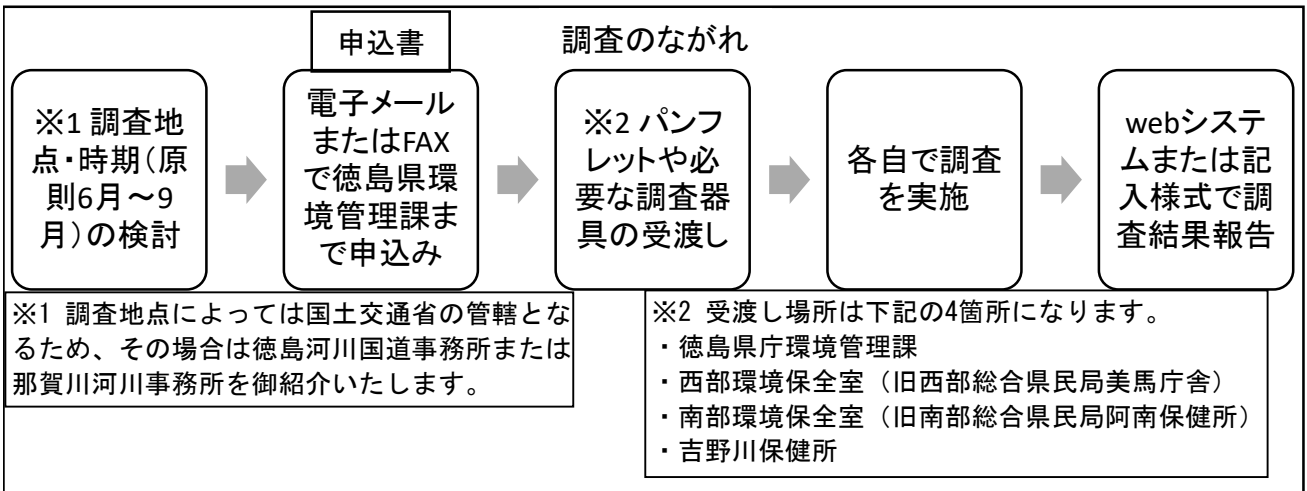 申込書
調査のながれ
※1 調査地
点・時期（原
則6月～9
月）の検討
電子メール
またはFAX
で徳島県環
境管理課ま
で申込み
※2 パンフ
レットや必
要な調査器
具の受渡し
各自で調査
を実施
webシステ
ムまたは記
入様式で調
査結果報告
※1 調査地点によっては国土交通省の管轄とな
るため、その場合は徳島河川国道事務所または
那賀川河川事務所を御紹介いたします。
※2 受渡し場所は下記の4箇所になります。
・徳島県庁環境管理課
・西部環境保全室（旧西部総合県民局美馬庁舎）
・南部環境保全室（旧南部総合県民局阿南保健所）
・吉野川保健所